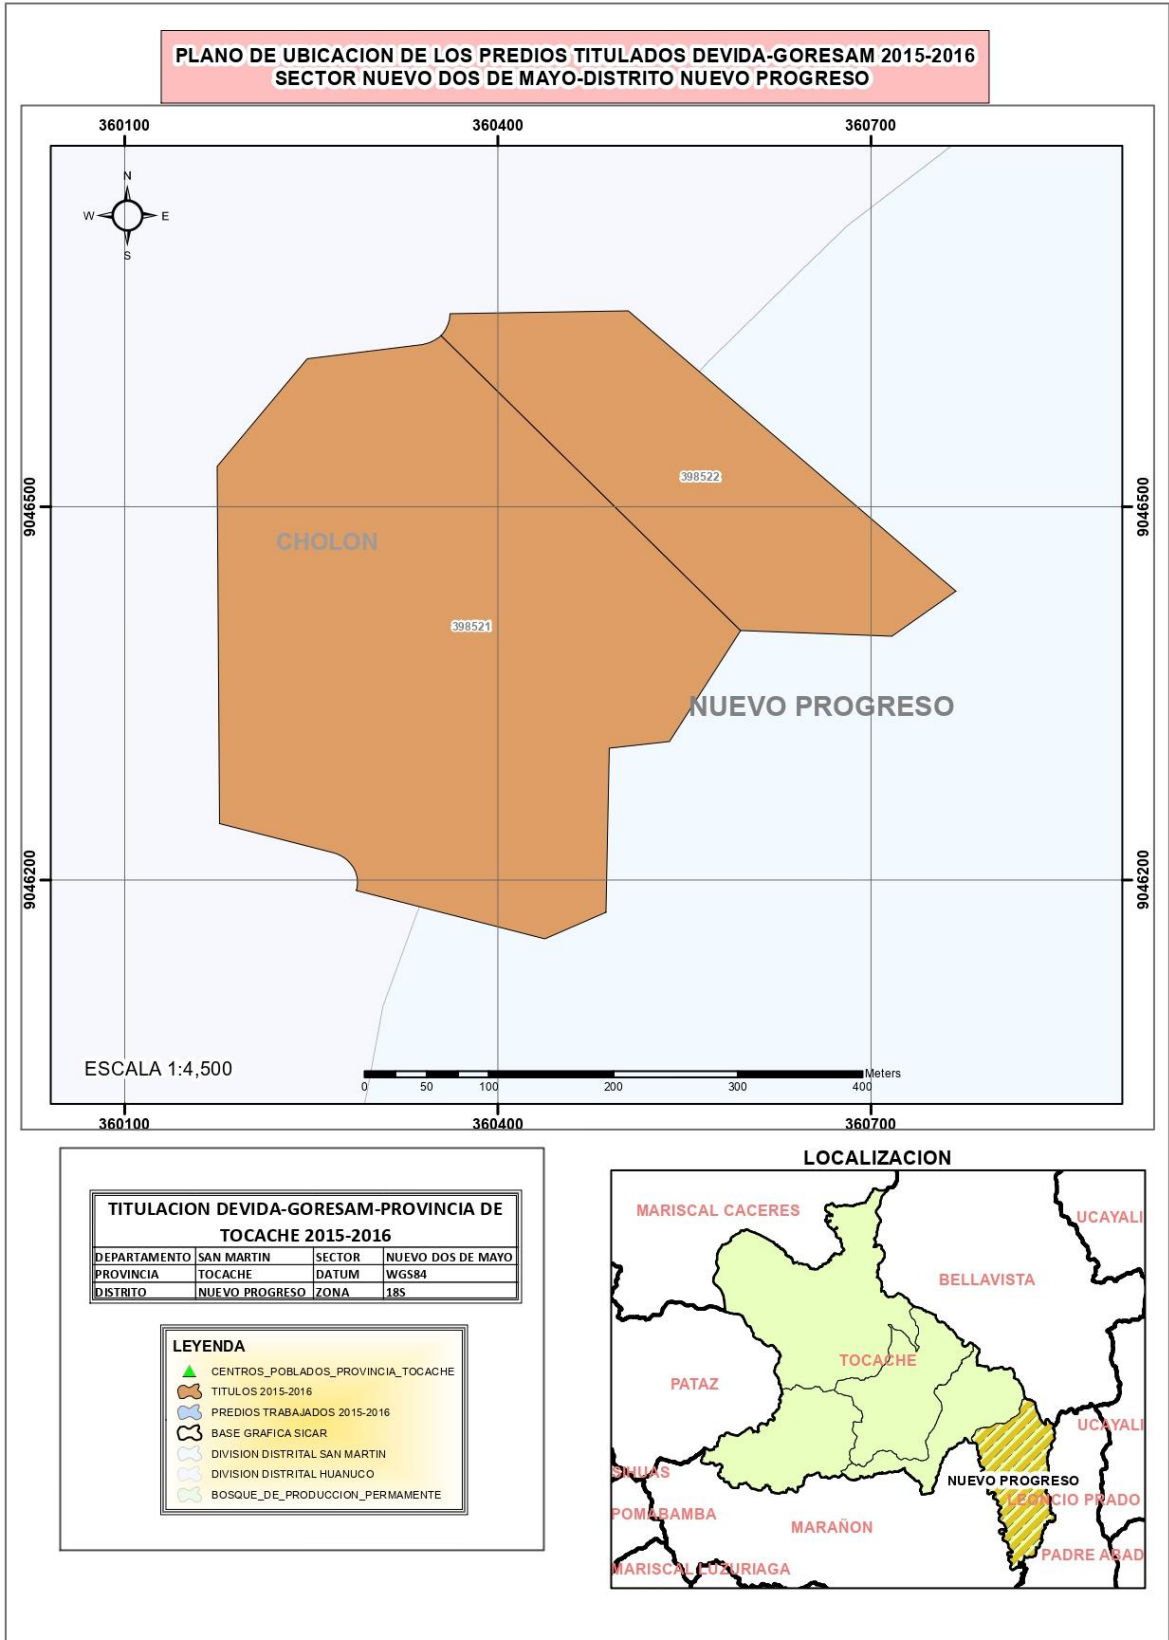 PLANO DE UBICACION DE LOS PREDIOS TITULADOS DEVIDA-GORESAM 2015-2016
SECTOR NUEVO DOS DE MAYO-DISTRITO NUEVO PROGRESO
360100 360400 360700
N
W E
S
398522
9046500 9046500
CHOLON
398521
NUEVO PROGRESO
9046200 9046200
ESCALA 1:4,500
Meters
0 50 100 200 300 400
360100 360400 360700
TITULACION DEVIDA-GORESAM-PROVINCIA DE
TOCACHE 2015-2016
DEPARTAMENTO SAN MARTIN SECTOR NUEVO DOS DE MAYO
PROVINCIA TOCACHE DATUM WGS84
DISTRITO NUEVO PROGRESO ZONA 18S
LEYENDA
CENTROS_POBLADOS_PROVINCIA_TOCACHE
TITULOS 2015-2016
PREDIOS TRABAJADOS 2015-2016
BASE GRAFICA SICAR
DIVISION DISTRITAL SAN MARTIN
DIVISION DISTRITAL HUANUCO
BOSQUE_DE_PRODUCCION_PERMAMENTE
LOCALIZACION
MARISCAL CACERES
UCAYALI
BELLAVISTA
TOCACHE
PATAZ
UCAYALI
SIHUAS
NUEVO PROGRESO
LEONCIO PRADO
POMABAMBA
MARAÑON
PADRE ABAD
MARISCAL LUZURIAGA